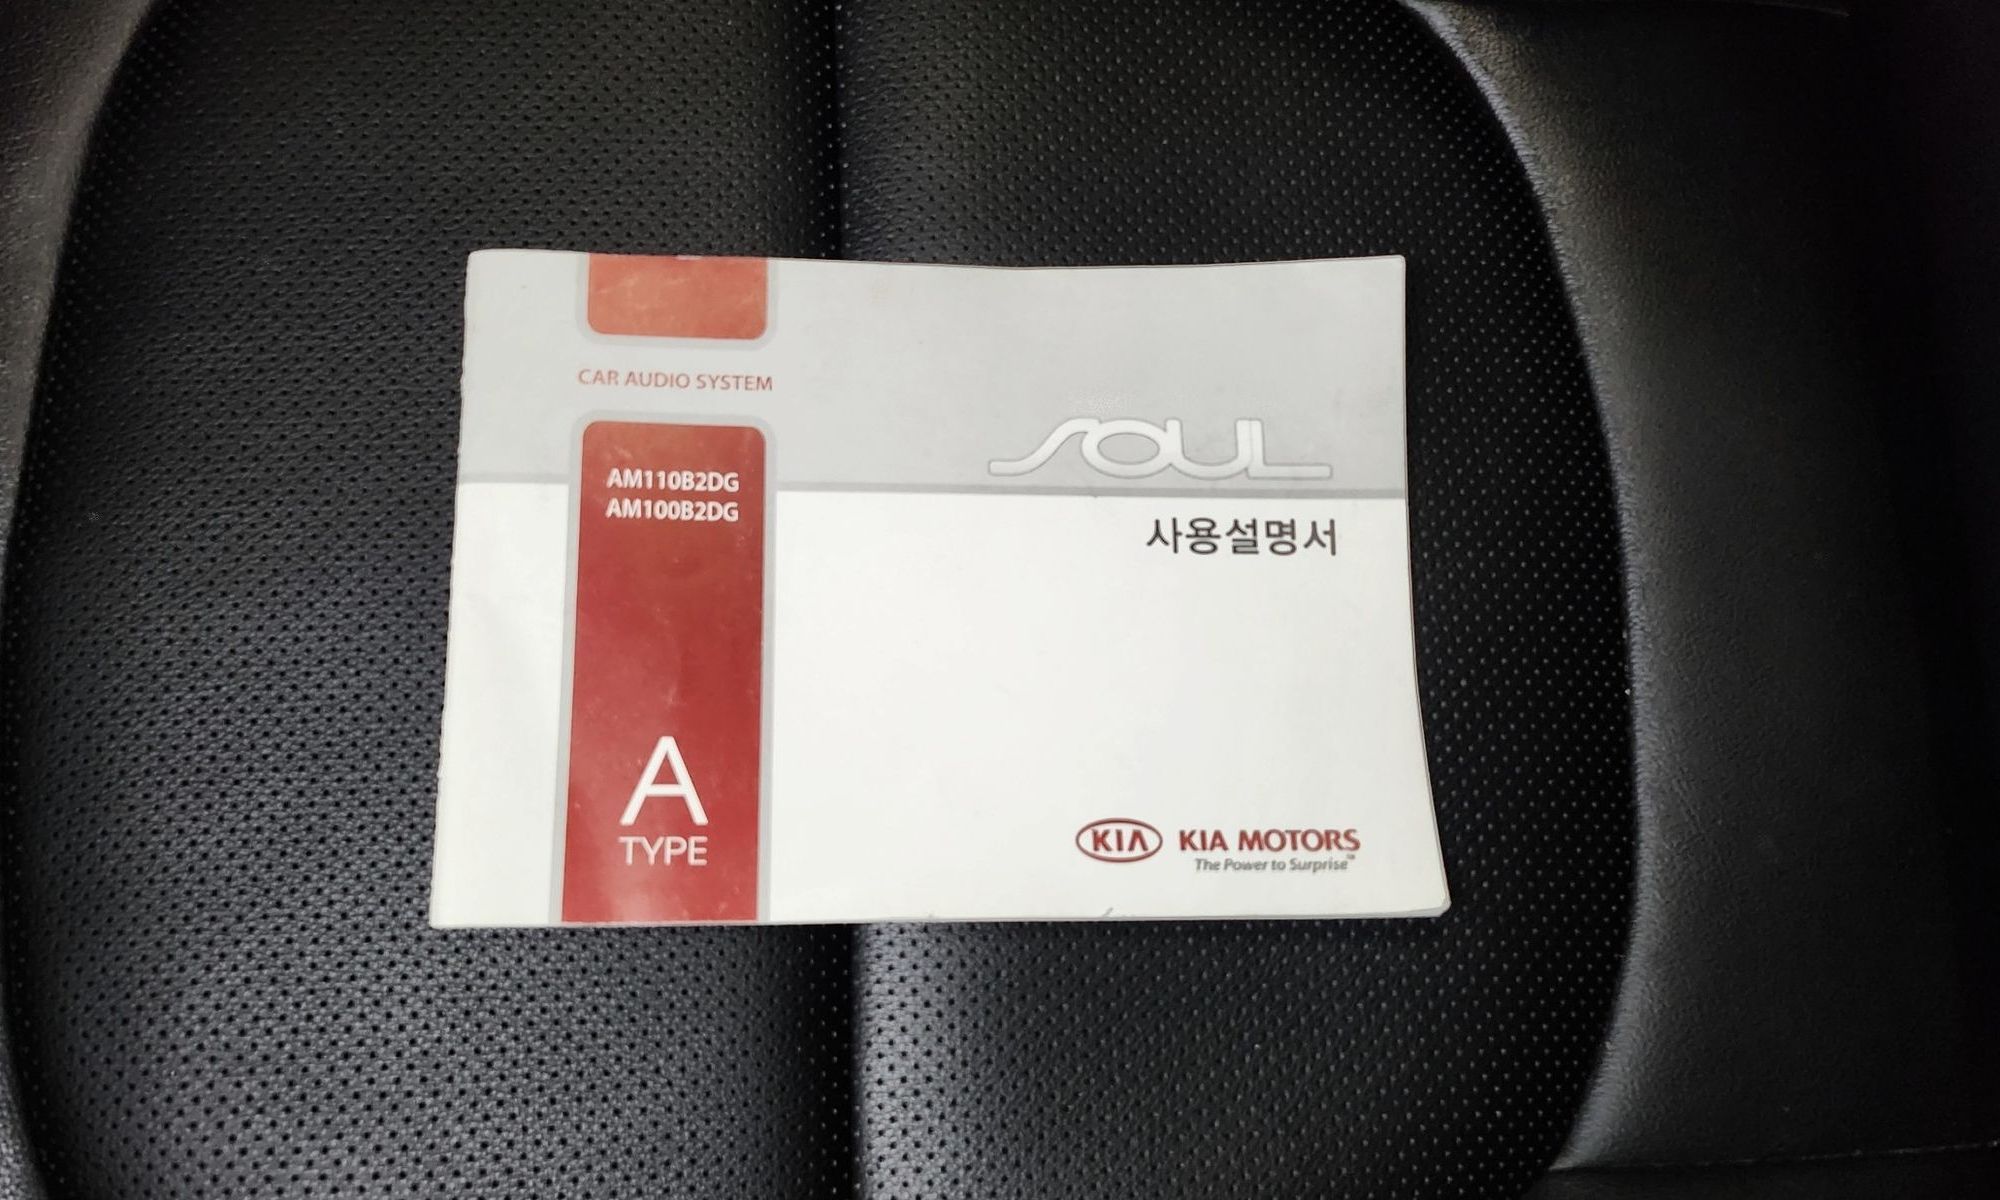 CAR AUDIO SYSTEM
AM110B2DG
AM100B2DG
SOUL
사용설명서
A
TYPE
KIA KIA MOTORS
The Power to Surprise™